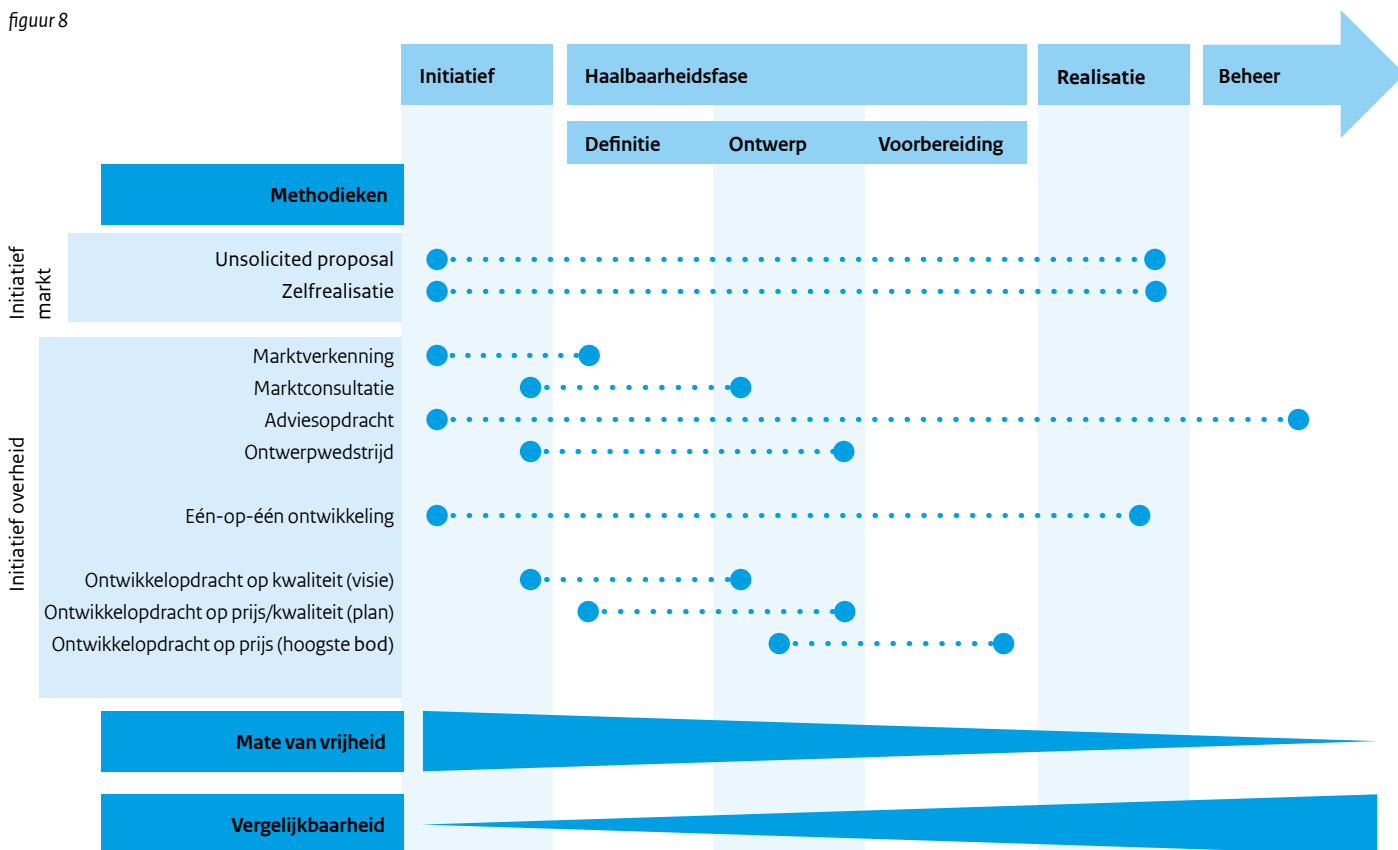 figuur 8
Initiatief
Haalbaarheidsfase
Realisatie
Beheer
Definitie
Ontwerp
Voorbereiding
Methodieken
Initiatief
markt
Unsolicited proposal
Zelfrealisatie
Initiatief overheid
Marktverkenning
Marktconsultatie
Adviesopdracht
Ontwerpwedstrijd
Eén-op-één ontwikkeling
Ontwikkelopdracht op kwaliteit (visie)
Ontwikkelopdracht op prijs/kwaliteit (plan)
Ontwikkelopdracht op prijs (hoogste bod)
Mate van vrijheid
Vergelijkbaarheid